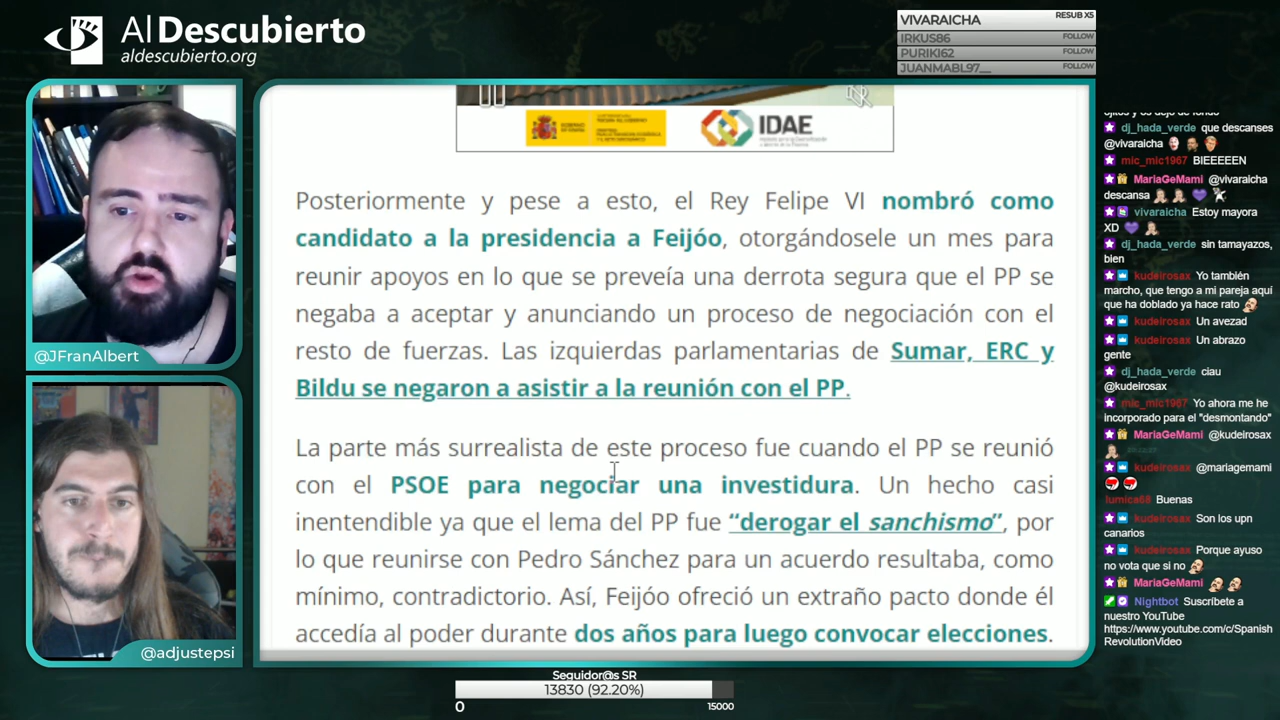 Al Descubierto
aldescubierto.org
VIVARAICHA RESUB X5
IRKUS86 FOLLOW
PURIKI62 FOLLOW
JUANMABL97__ FOLLOW
@JFranAlbert
@adjustepsi
IDAE
Posteriormente y pese a esto, el Rey Felipe VI nombró como
candidato a la presidencia a Feijóo, otorgándosele un mes para
reunir apoyos en lo que se preveía una derrota segura que el PP se
negaba a aceptar y anunciando un proceso de negociación con el
resto de fuerzas. Las izquierdas parlamentarias de Sumar, ERC y
Bildu se negaron a asistir a la reunión con el PP.
La parte más surrealista de este proceso fue cuando el PP se reunió
con el PSOE para negociar una investidura. Un hecho casi
inentendible ya que el lema del PP fue “derogar el sanchismo”, por
lo que reunirse con Pedro Sánchez para un acuerdo resultaba, como
mínimo, contradictorio. Así, Feijóo ofreció un extraño pacto donde él
accedía al poder durante dos años para luego convocar elecciones.
dj_hada_verde que descanses
@vivaraicha
mic_mic1967 BIEEEEEN
MariaGeMami @vivaraicha
descansa
vivaraicha Estoy mayora
XD
dj_hada_verde sin tamayazos,
bien
kudeirosax Yo también
marcho, que tengo a mi pareja aquí
que ha doblado ya hace rato
kudeirosax Un avezad
kudeirosax Un abrazo
gente
dj_hada_verde ciau
@kudeirosax
mic_mic1967 Yo ahora me he
incorporado para el "desmontando"
MariaGeMami @kudeirosax
kudeirosax @mariagemami
lumica68 Buenas
kudeirosax Son los upn
canarios
kudeirosax Porque ayuso
no vota que si no
MariaGeMami
Nightbot Suscríbete a
nuestro YouTube
https://www.youtube.com/c/Spanish
RevolutionVideo
Seguidor@s SR
13830 (92.20%)
0 15000